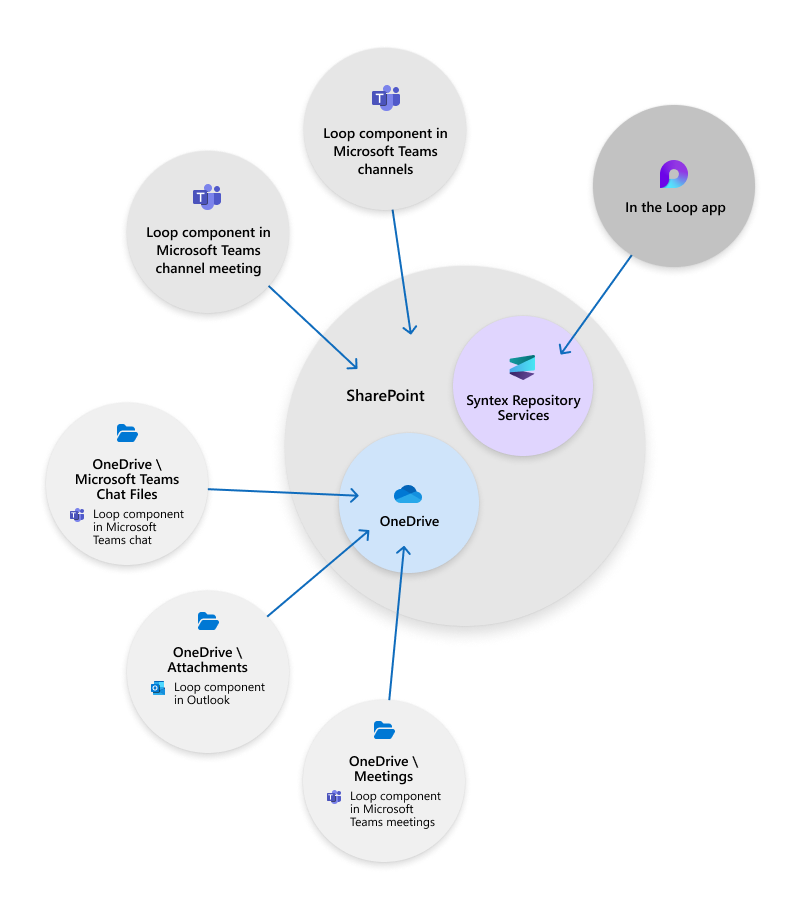 Loop component in
Microsoft Teams
channels
In the Loop app
Loop component in
Microsoft Teams
channel meeting
SharePoint
Syntex Repository
Services
OneDrive \
Microsoft Teams
Chat Files
Loop component
in Microsoft
Teams chat
OneDrive
OneDrive \
Attachments
Loop component
in Outlook
OneDrive \
Meetings
Loop component
in Microsoft
Teams meetings